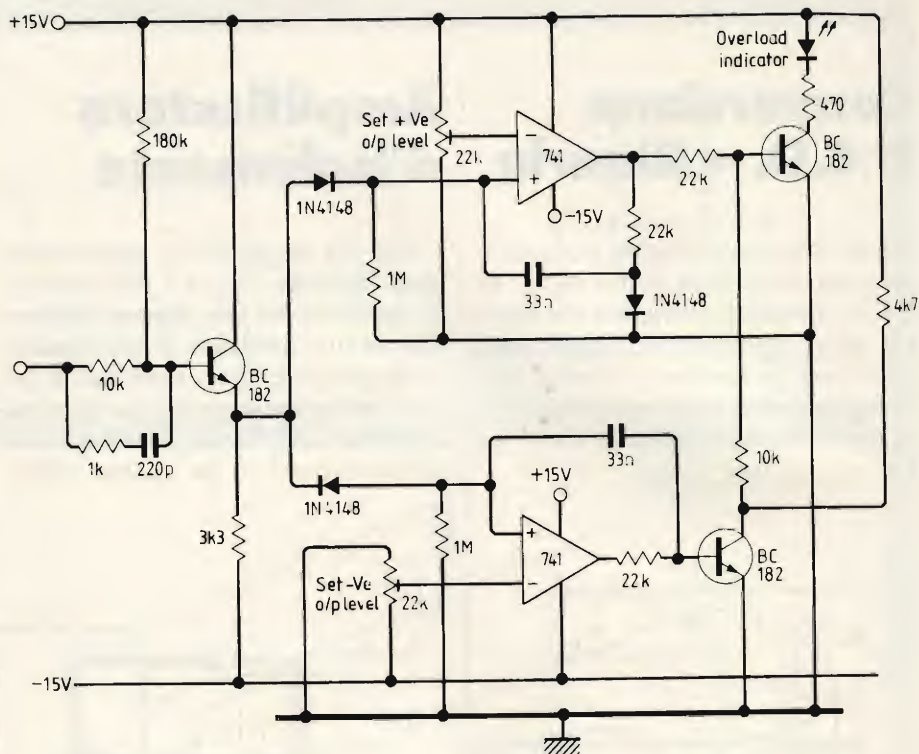 +15V
Overload
indicator
180k
Set +Ve
o/p level
22k
741
-15V
22k
470
BC
182
1N4148
1M
33n
22k
1N4148
4k7
10k
BC
182
1k
220p
33n
10k
1N4148
+15V
3k3
1M
741
22k
BC
182
Set -Ve
o/p level
22k
-15V